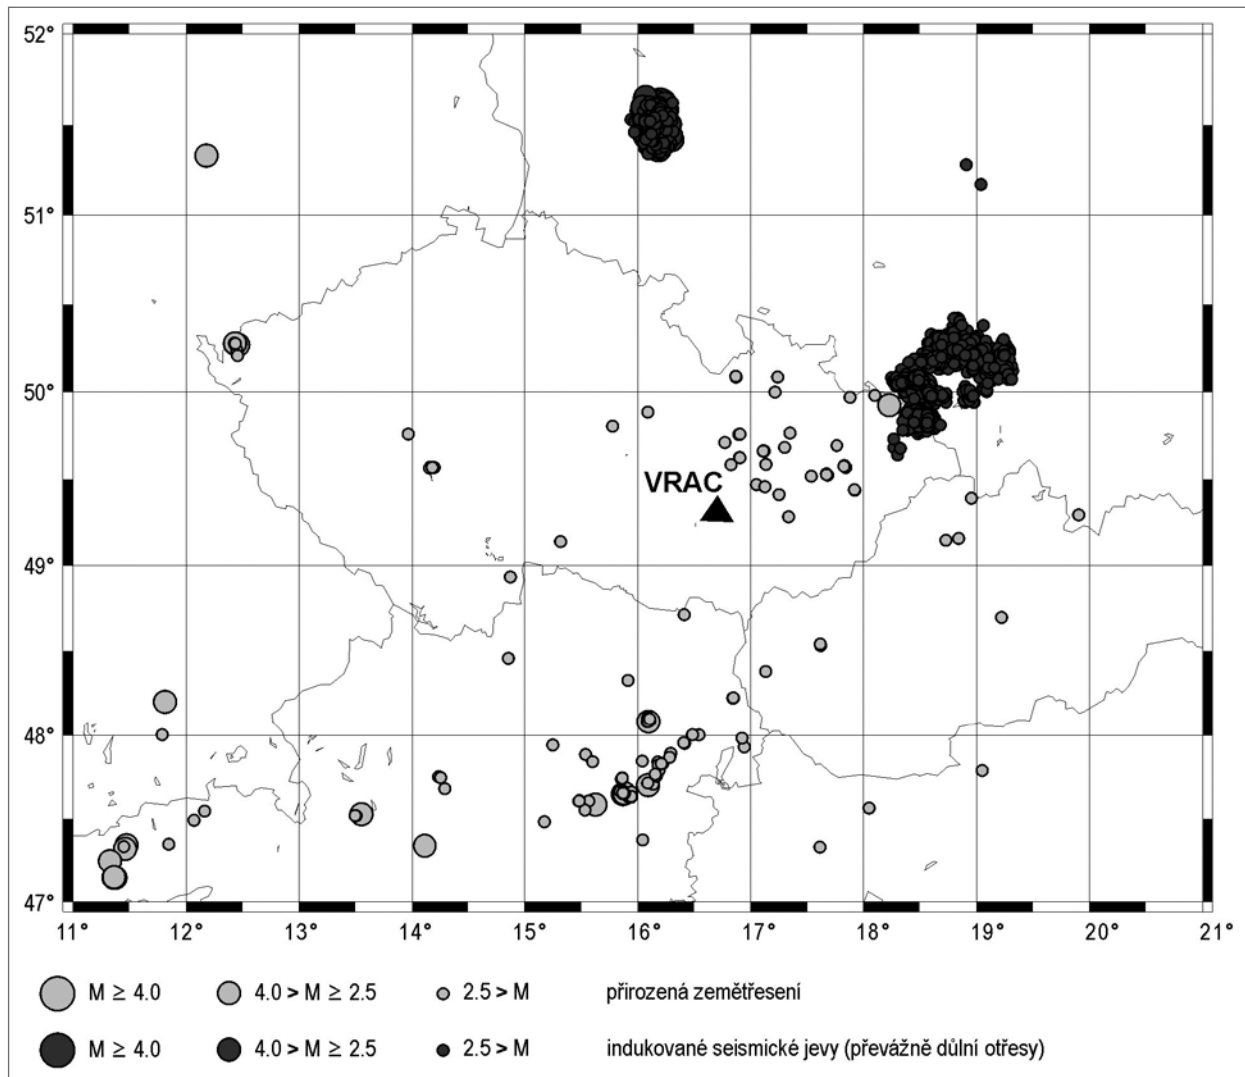 52°
51°
50°
VRAC
49°
48°
47°
11° 12° 13° 14° 15° 16° 17° 18° 19° 20° 21°
M ≥ 4.0 4.0 > M ≥ 2.5 2.5 > M přirozená zemětřesení
M ≥ 4.0 4.0 > M ≥ 2.5 2.5 > M indukované seismické jevy (převážně důlní otřesy)